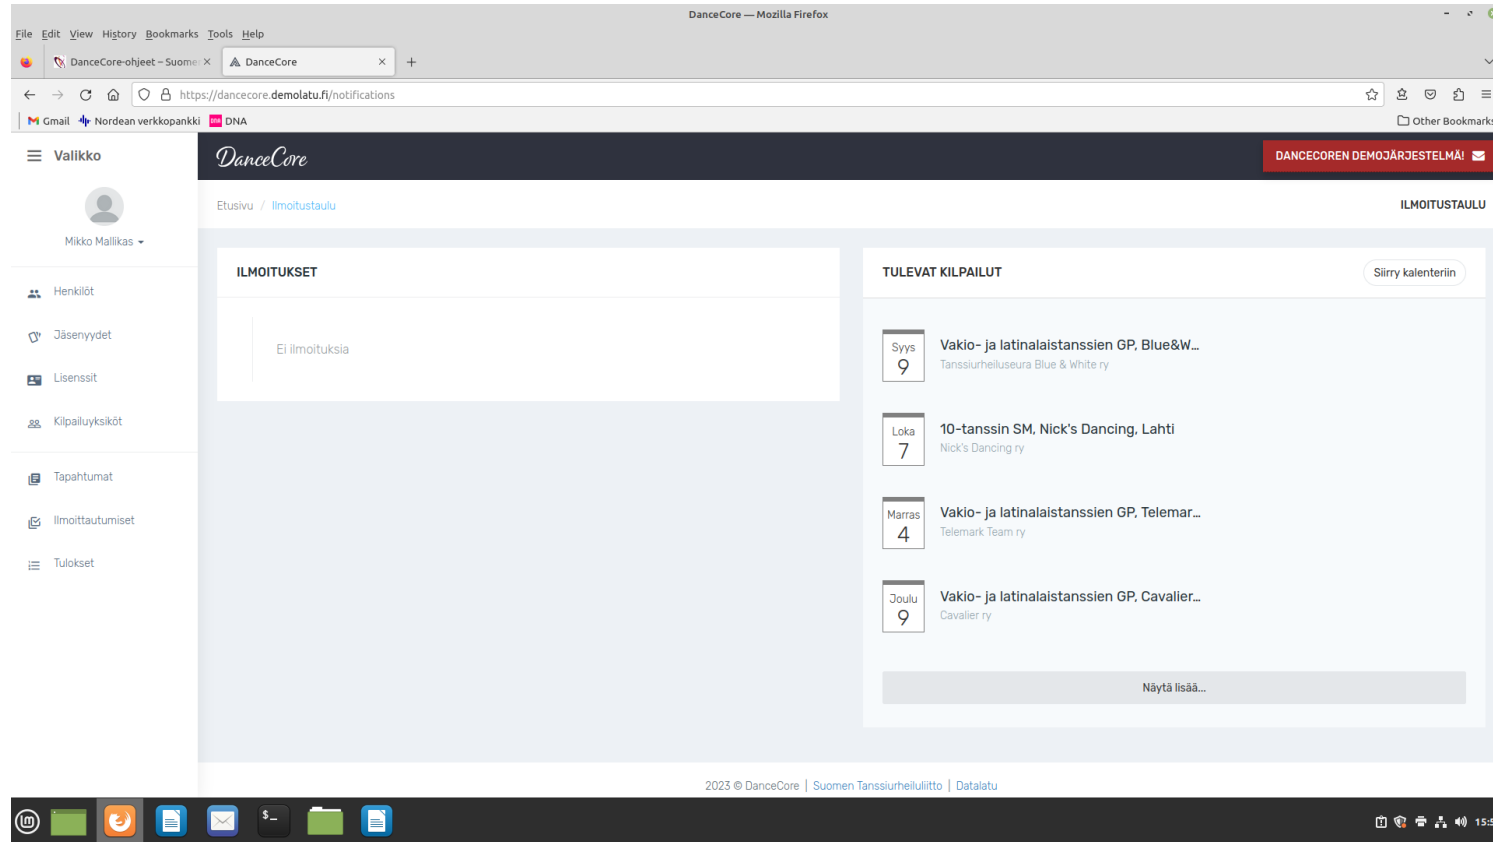 DanceCore — Mozilla Firefox
File Edit View History Bookmarks Tools Help
DanceCore-ohjeet – Suome
DanceCore
https://dancecore.demolatu.fi/notifications
Gmail
Nordean verkkopankki
DNA
Other Bookmarks
Valikko
DanceCore
DANCECOREN DEMOJÄRJESTELMÄ!
Mikko Mallikas
Etusivu / Ilmoitustaulu
ILMOITUSTAULU
Henkilöt
Jäsenyydet
Lisenssit
Kilpailuyksiköt
Tapahtumat
Ilmoittautumiset
Tulokset
ILMOITUKSET
Ei ilmoituksia
TULEVAT KILPAILUT
Siirry kalenteriin
Syys
9
Vakio- ja latinalaistanssien GP, Blue&W...
Tanssiurheiluseura Blue & White ry
Loka
7
10-tanssin SM, Nick's Dancing, Lahti
Nick's Dancing ry
Marras
4
Vakio- ja latinalaistanssien GP, Telemar...
Telemark Team ry
Joulu
9
Vakio- ja latinalaistanssien GP, Cavalier...
Cavalier ry
Näytä lisää...
2023 © DanceCore | Suomen Tanssiurheiluliitto | Datalatu